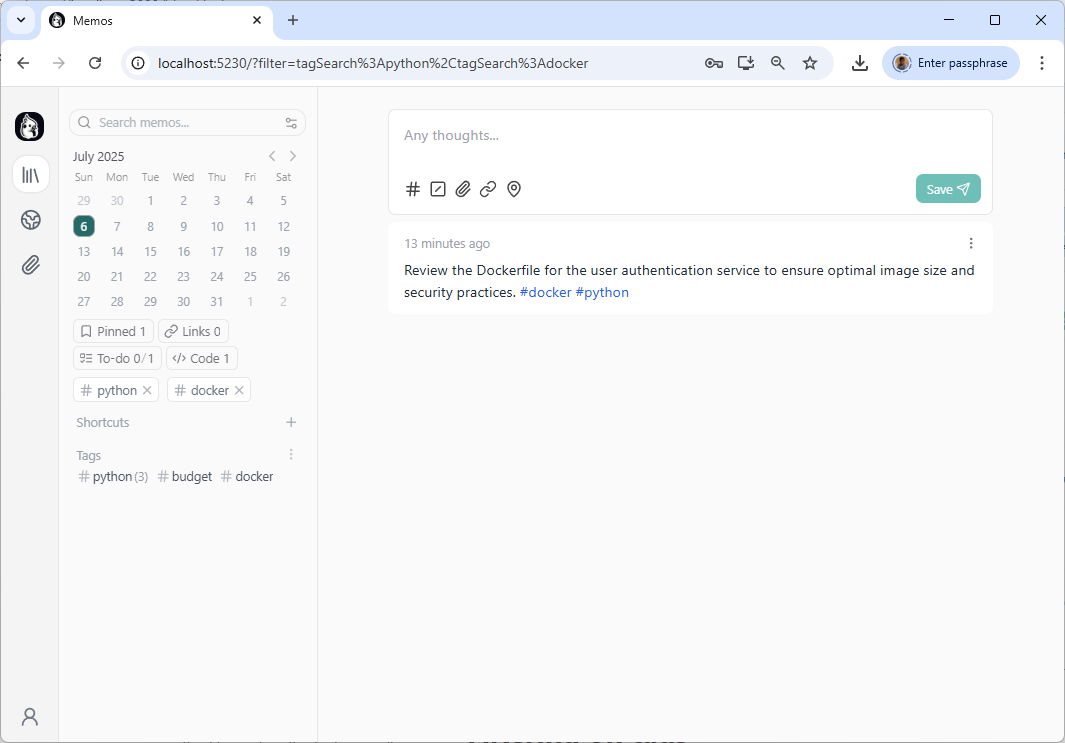 Memos
localhost:5230/?filter=tagSearch%3Apython%2CtagSearch%3Adocker
Enter passphrase
Search memos...
July 2025
Sun Mon Tue Wed Thu Fri Sat
29 30 1 2 3 4 5
6 7 8 9 10 11 12
13 14 15 16 17 18 19
20 21 22 23 24 25 26
27 28 29 30 31 1 2
Pinned 1 Links 0
To-do 0/1 Code 1
# python # docker
Shortcuts
Tags
# python (3) # budget # docker
Any thoughts...
Save
13 minutes ago
Review the Dockerfile for the user authentication service to ensure optimal image size and
security practices. #docker #python